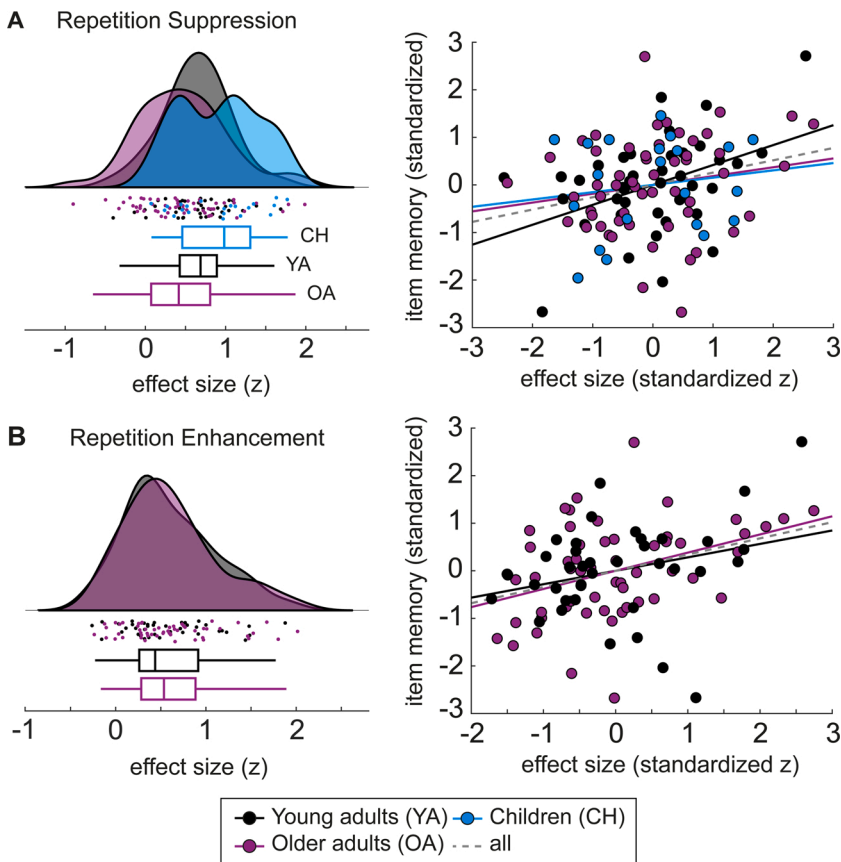 A Repetition Suppression
CH
YA
OA
-1 0 1 2
effect size (z)
item memory (standardized)
3
2
1
0
-1
-2
-3
-3 -2 -1 0 1 2 3
effect size (standardized z)
B Repetition Enhancement
-1 0 1 2
effect size (z)
item memory (standardized)
3
2
1
0
-1
-2
-3
-2 -1 0 1 2 3
effect size (standardized z)
Young adults (YA) Children (CH)
Older adults (OA) all